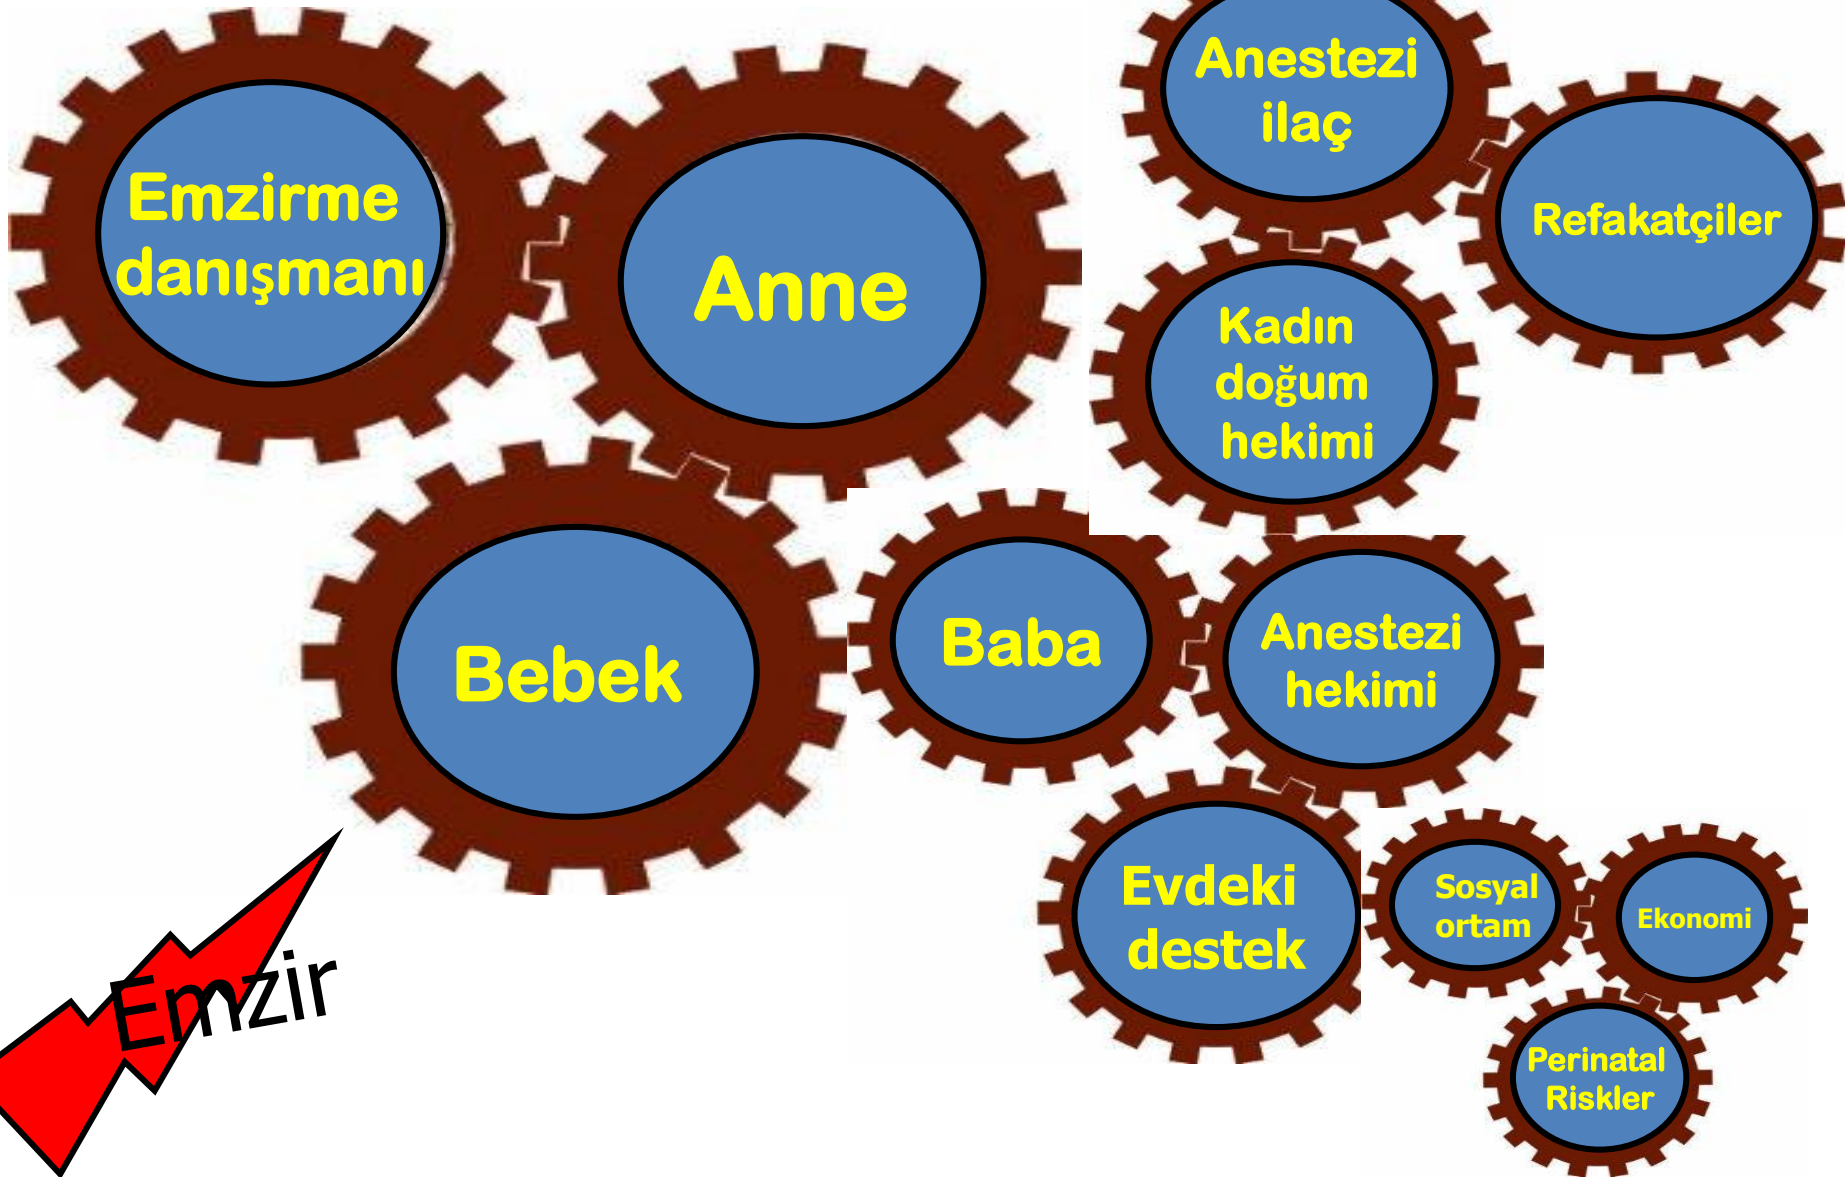 Emzirme
danışmanı
Anne
Bebek
Anestezi
ilaç
Refakatçiler
Kadın
doğum
hekimi
Baba
Anestezi
hekimi
Evdeki
destek
Sosyal
ortam
Ekonomi
Perinatal
Riskler
Emzir